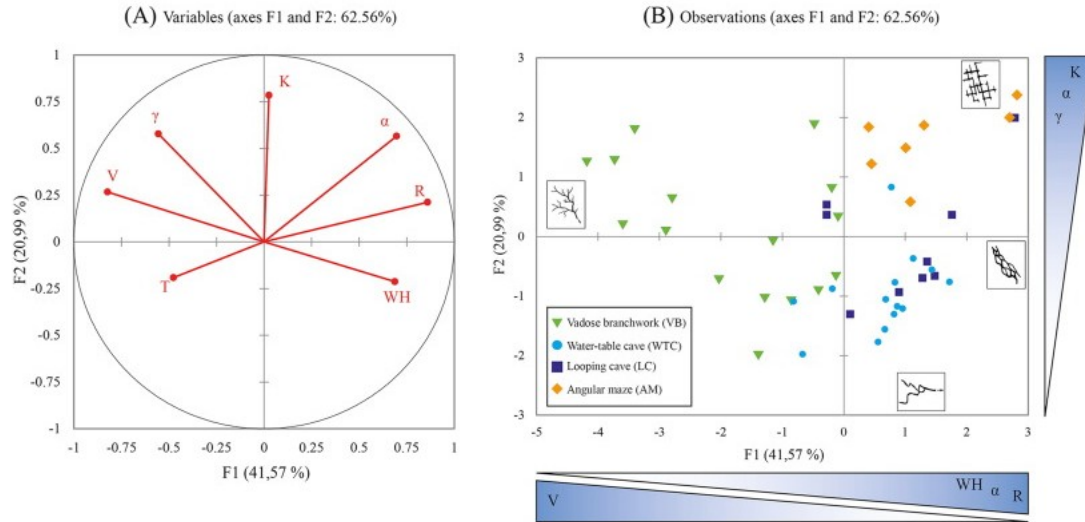 (A) Variables (axes F1 and F2: 62.56%)
1
0.75
0.5
0.25
0
-0.25
-0.5
-0.75
-1
F2 (20,99 %)
K
γ
α
V
R
T
WH
-1 -0.75 -0.5 -0.25 0 0.25 0.5 0.75 1
F1 (41,57 %)
(B) Observations (axes F1 and F2: 62.56%)
3
2
1
0
-1
-2
-3
F2 (20,99 %)
Vadose branchwork (VB)
Water-table cave (WTC)
Looping cave (LC)
Angular maze (AM)
-5 -4 -3 -2 -1 0 1 2 3
F1 (41,57 %)
K
α
γ
V WH α R